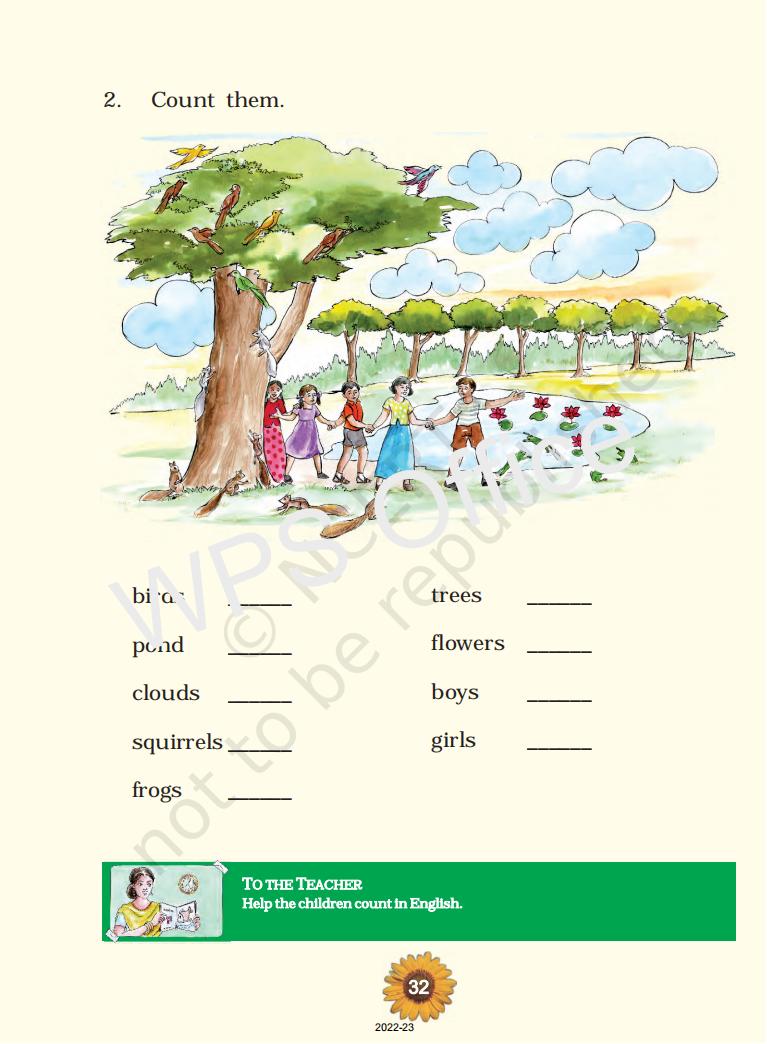 2. Count them.
birds ______ trees ______
pond ______ flowers ______
clouds ______ boys ______
squirrels ______ girls ______
frogs ______
WPS Office
not to be republished
TO THE TEACHER
Help the children count in English.
32
2022-23